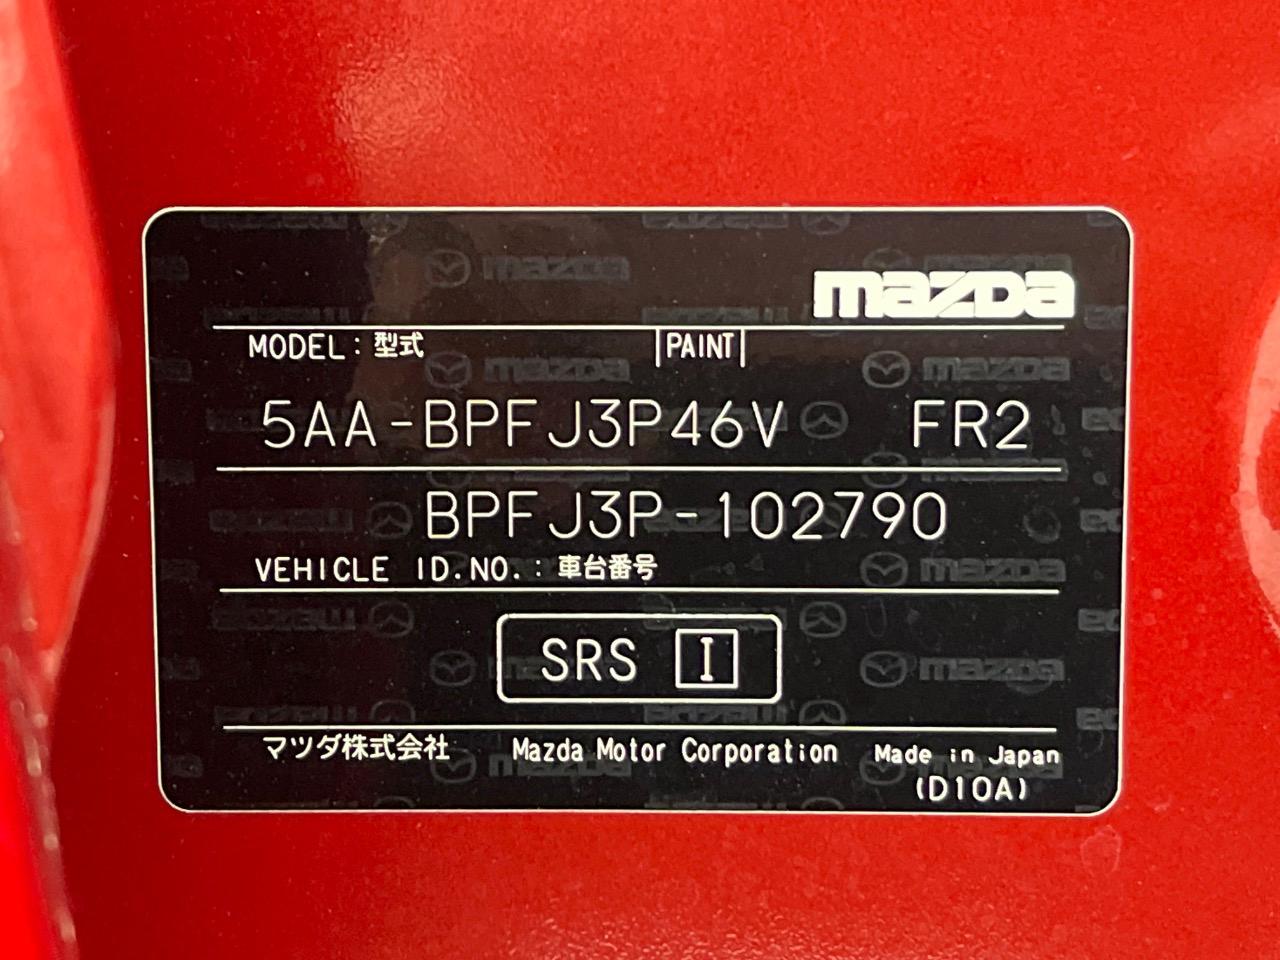 mazda
MODEL：型式 |PAINT|
5AA-BPFJ3P46V FR2
BPFJ3P-102790
VEHICLE ID.NO.：車台番号
SRS I
マツダ株式会社 Mazda Motor Corporation Made in Japan
(D10A)